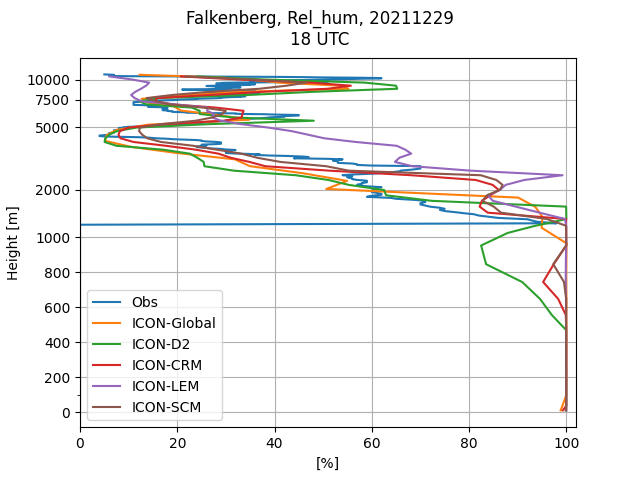 Falkenberg, Rel_hum, 20211229
18 UTC
Height [m]
10000
7500
5000
2000
1000
800
600
400
200
0
Obs
ICON-Global
ICON-D2
ICON-CRM
ICON-LEM
ICON-SCM
0
20
40
60
80
100
[%]